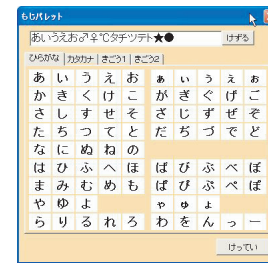 もじパレット
あいうえお♂♀℃タチツテト★●
けずる
ひらがな カタカナ きごう1 きごう2
あ い う え お ぁ ぃ ぅ ぇ ぉ
か き く け こ が ぎ ぐ げ ご
さ し す せ そ ざ じ ず ぜ ぞ
た ち つ て と だ ぢ づ で ど
な に ぬ ね の
は ひ ふ へ ほ ば び ぶ べ ぼ
ま み む め も ぱ ぴ ぷ ぺ ぽ
や ゆ よ ゃ ゅ ょ
ら り る れ ろ わ を ん っ ー
けってい